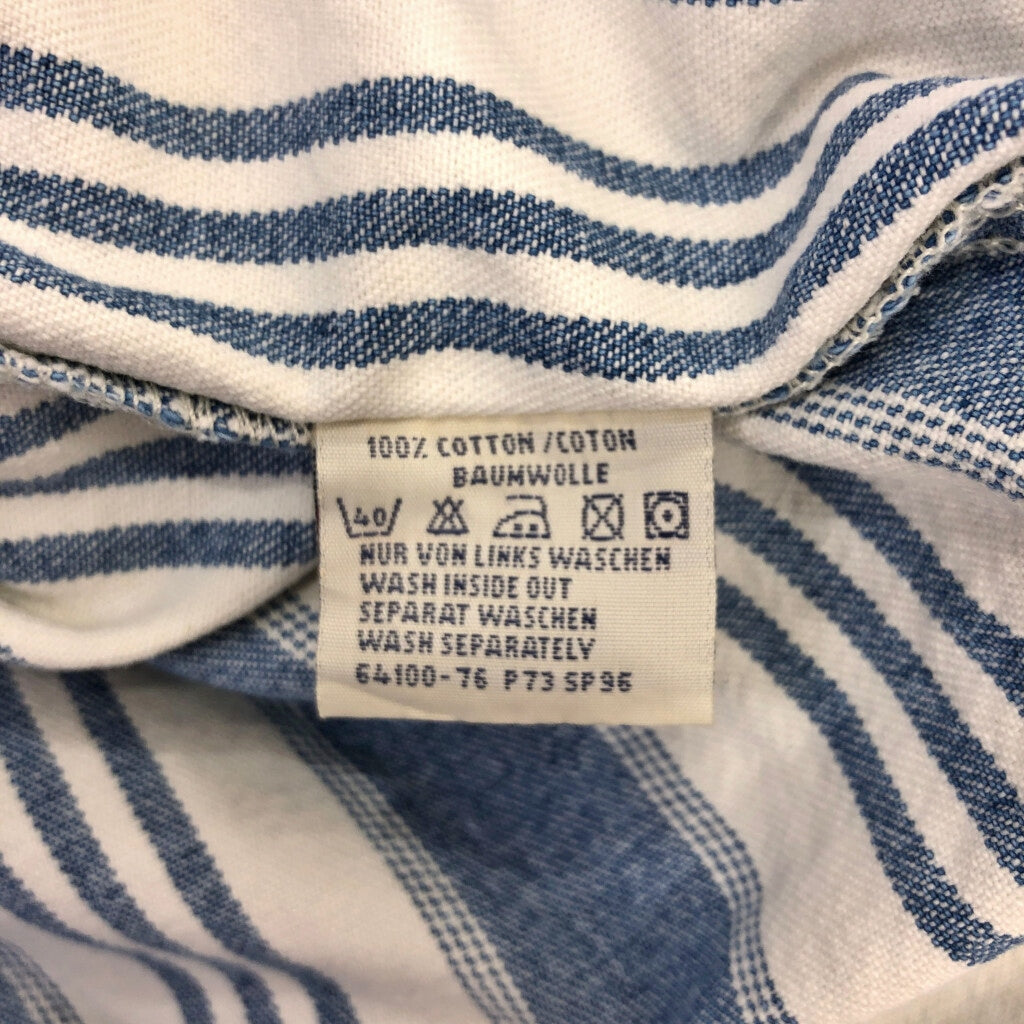 100% COTTON /COTON
BAUMWOLLE
40
NUR VON LINKS WASCHEN
WASH INSIDE OUT
SEPARAT WASCHEN
WASH SEPARATELY
64100-76 P73 SP96